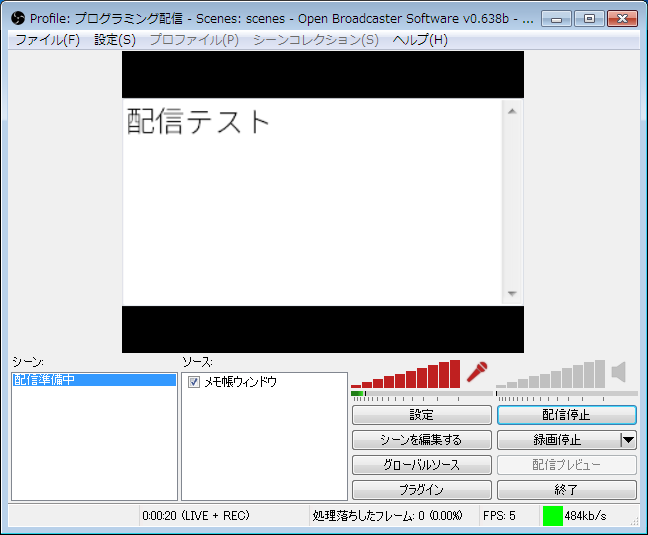 Profile: プログラミング配信 - Scenes: scenes - Open Broadcaster Software v0.638b - ...
ファイル(F) 設定(S) プロファイル(P) シーンコレクション(S) ヘルプ(H)
配信テスト
シーン: ソース:
配信準備中 メモ帳ウィンドウ
設定 配信停止
シーンを編集する 録画停止
グローバルソース 配信プレビュー
プラグイン 終了
0:00:20 (LIVE + REC) 処理落ちしたフレーム: 0 (0.00%) FPS: 5 484kb/s